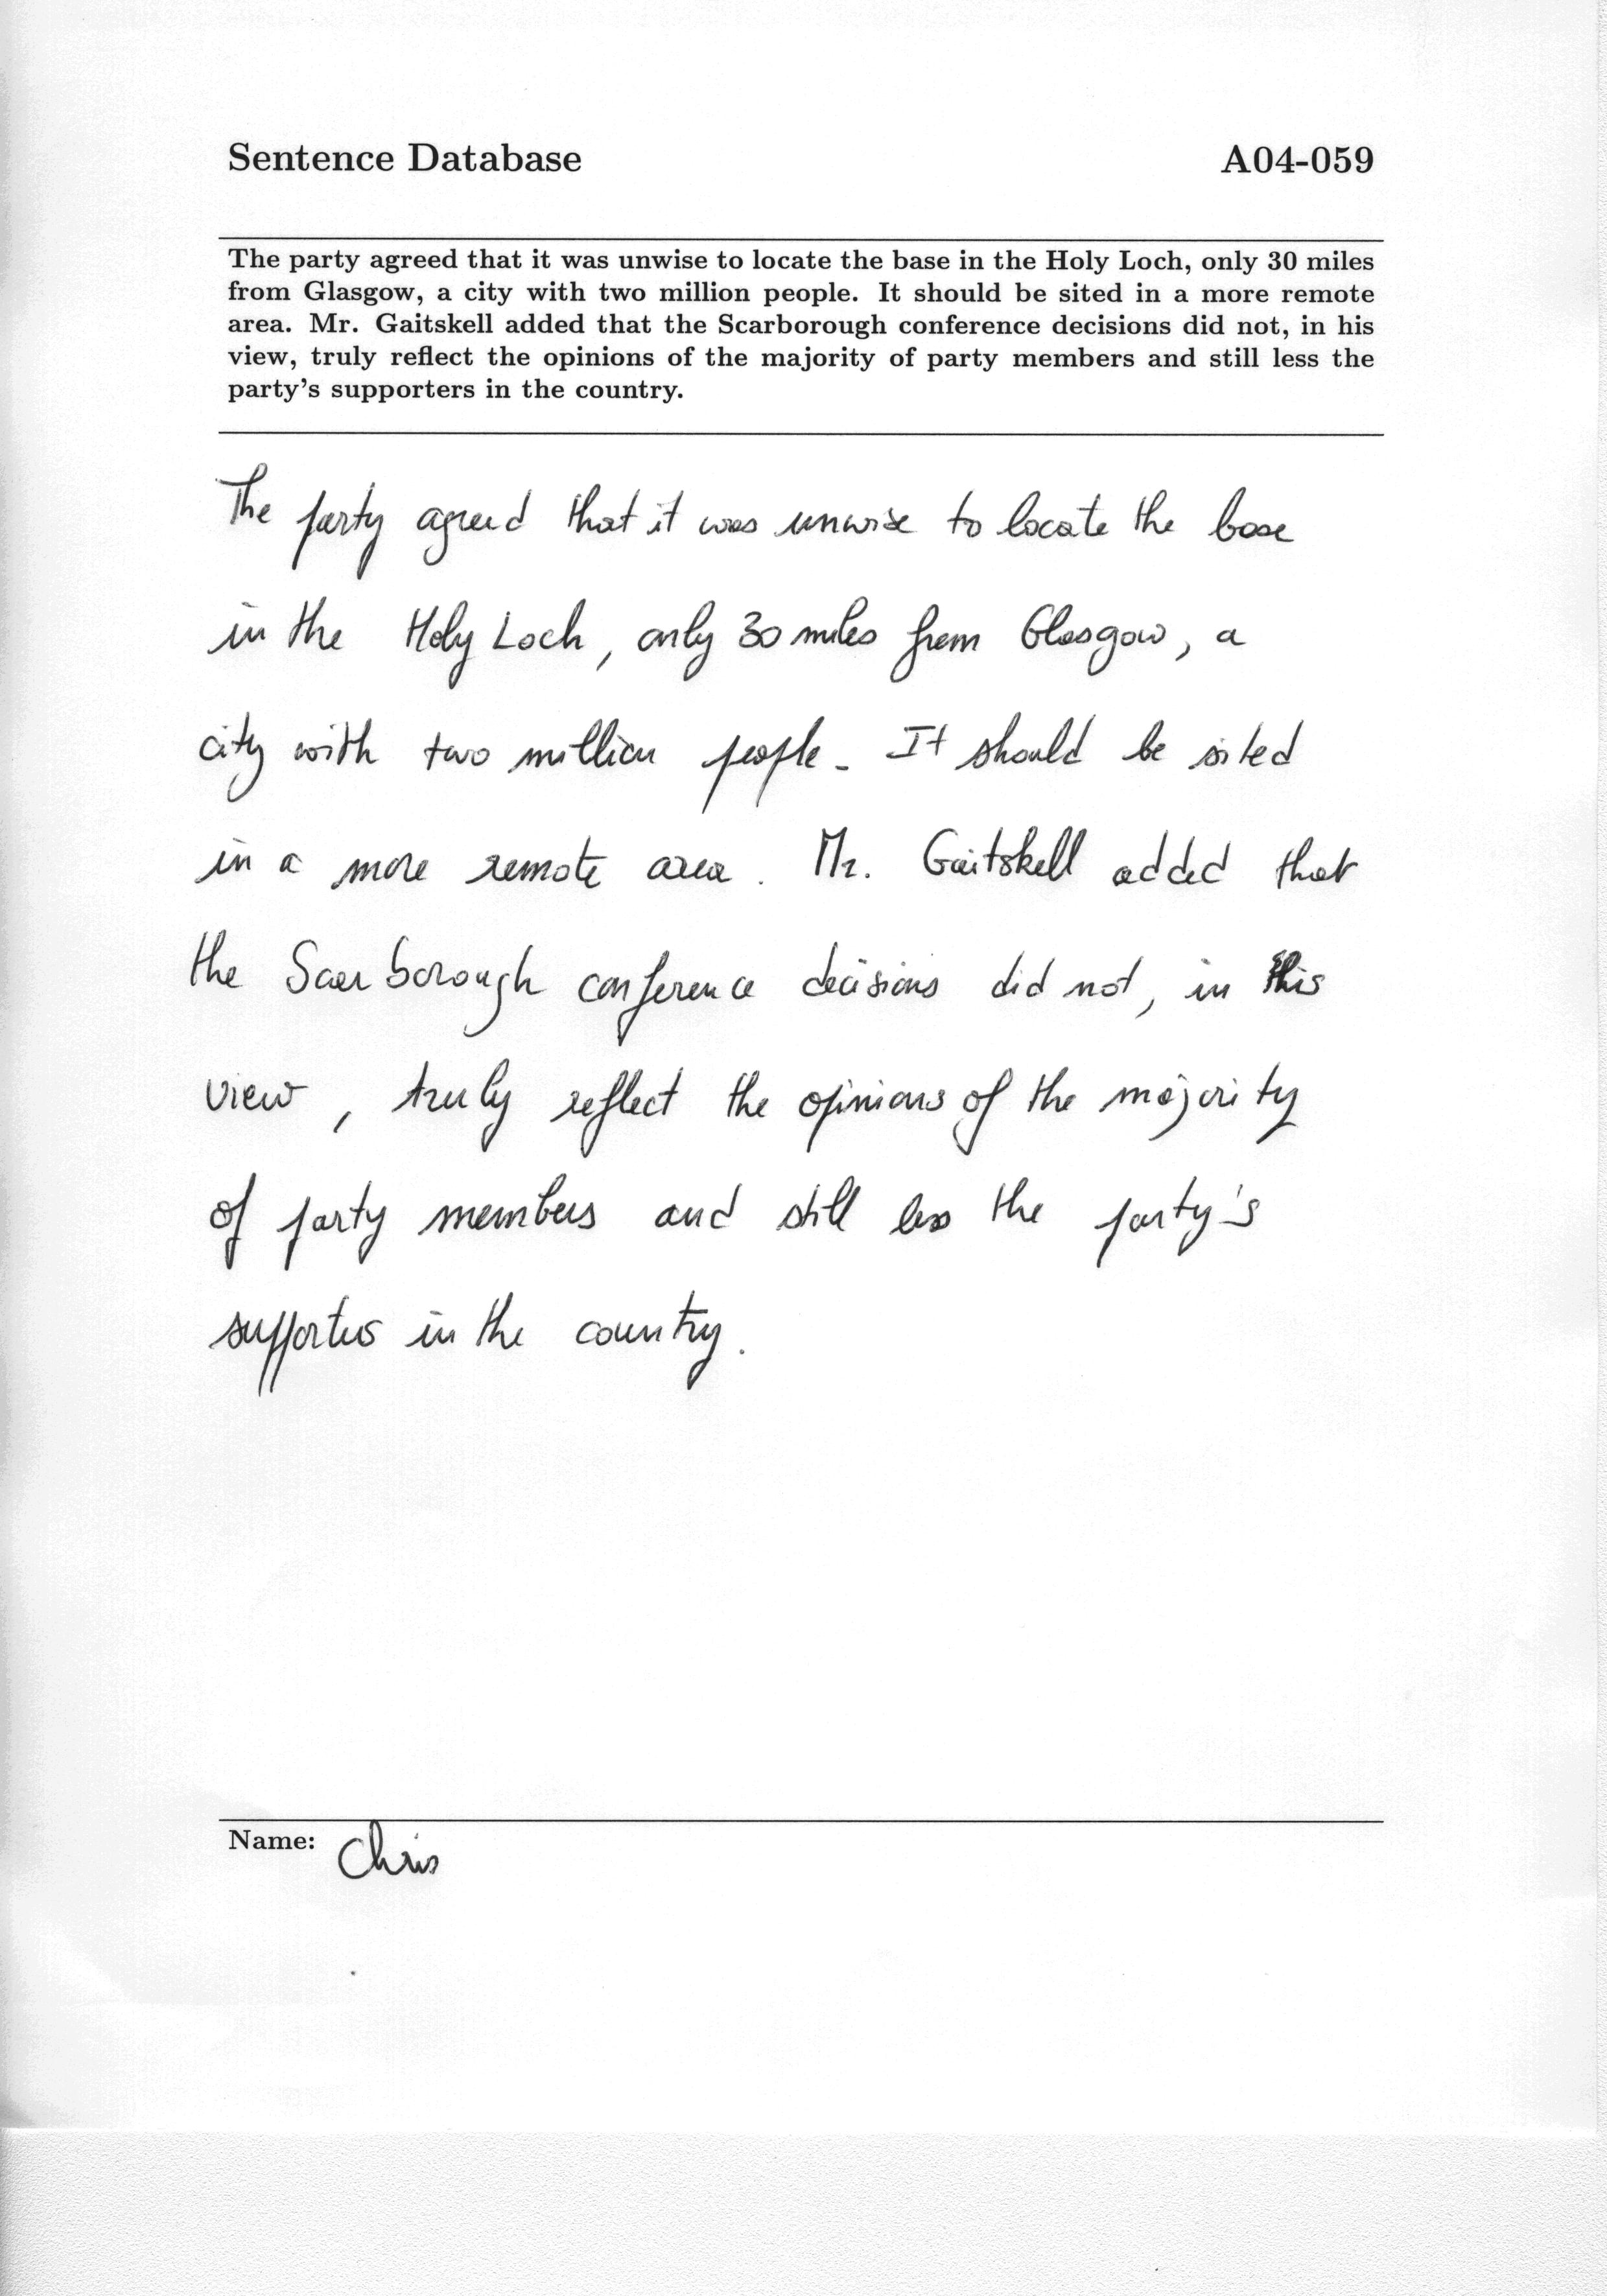 Sentence Database A04-059
The party agreed that it was unwise to locate the base in the Holy Loch, only 30 miles
from Glasgow, a city with two million people. It should be sited in a more remote
area. Mr. Gaitskell added that the Scarborough conference decisions did not, in his
view, truly reflect the opinions of the majority of party members and still less the
party's supporters in the country.
The party agreed that it was unwise to locate the base
in the Holy Loch, only 30 miles from Glasgow, a
city with two million people. It should be sited
in a more remote area. Mr. Gaitskell added that
the Scarborough conference decisions did not, in this
view, truly reflect the opinions of the majority
of party members and still less the party's
supporters in the country.
Name: Chris